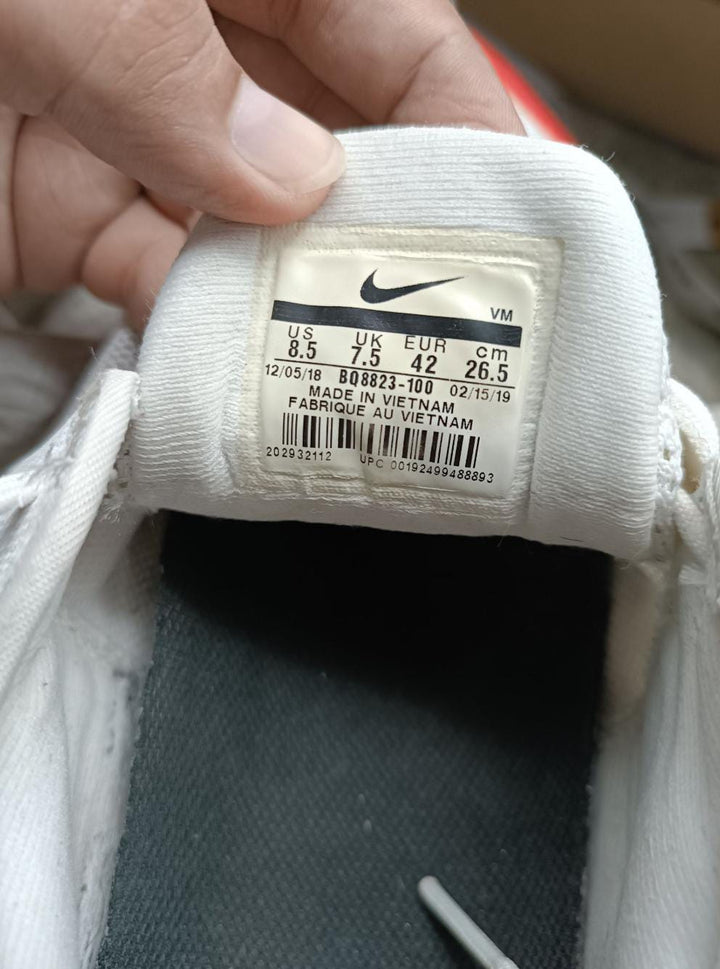 VM
US UK EUR cm
8.5 7.5 42 26.5
12/05/18 BQ8823-100 02/15/19
MADE IN VIETNAM
FABRIQUE AU VIETNAM
202932112 UPC 00192499488893